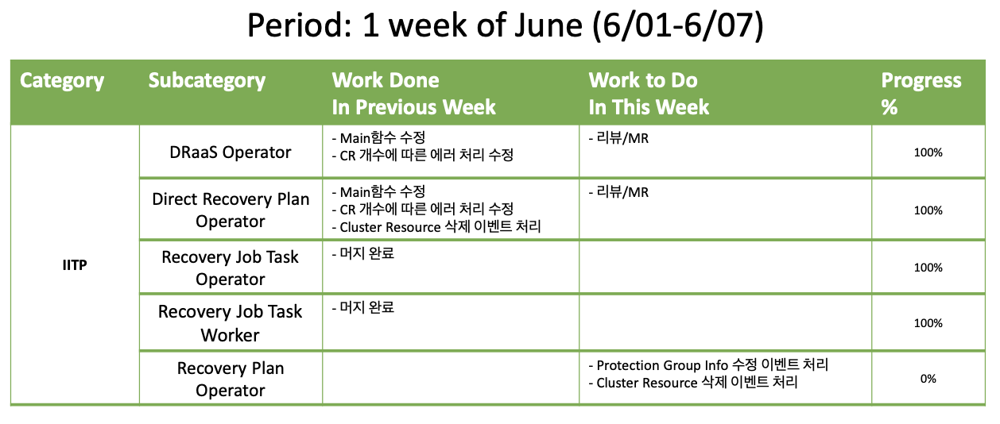 Period: 1 week of June (6/01-6/07)
Category
Subcategory
Work Done
In Previous Week
Work to Do
In This Week
Progress
%
IITP
DRaaS Operator
- Main함수 수정
- CR 개수에 따른 에러 처리 수정
- 리뷰/MR
100%
Direct Recovery Plan
Operator
- Main함수 수정
- CR 개수에 따른 에러 처리 수정
- Cluster Resource 삭제 이벤트 처리
- 리뷰/MR
100%
Recovery Job Task
Operator
- 머지 완료
100%
Recovery Job Task
Worker
- 머지 완료
100%
Recovery Plan
Operator
- Protection Group Info 수정 이벤트 처리
- Cluster Resource 삭제 이벤트 처리
0%